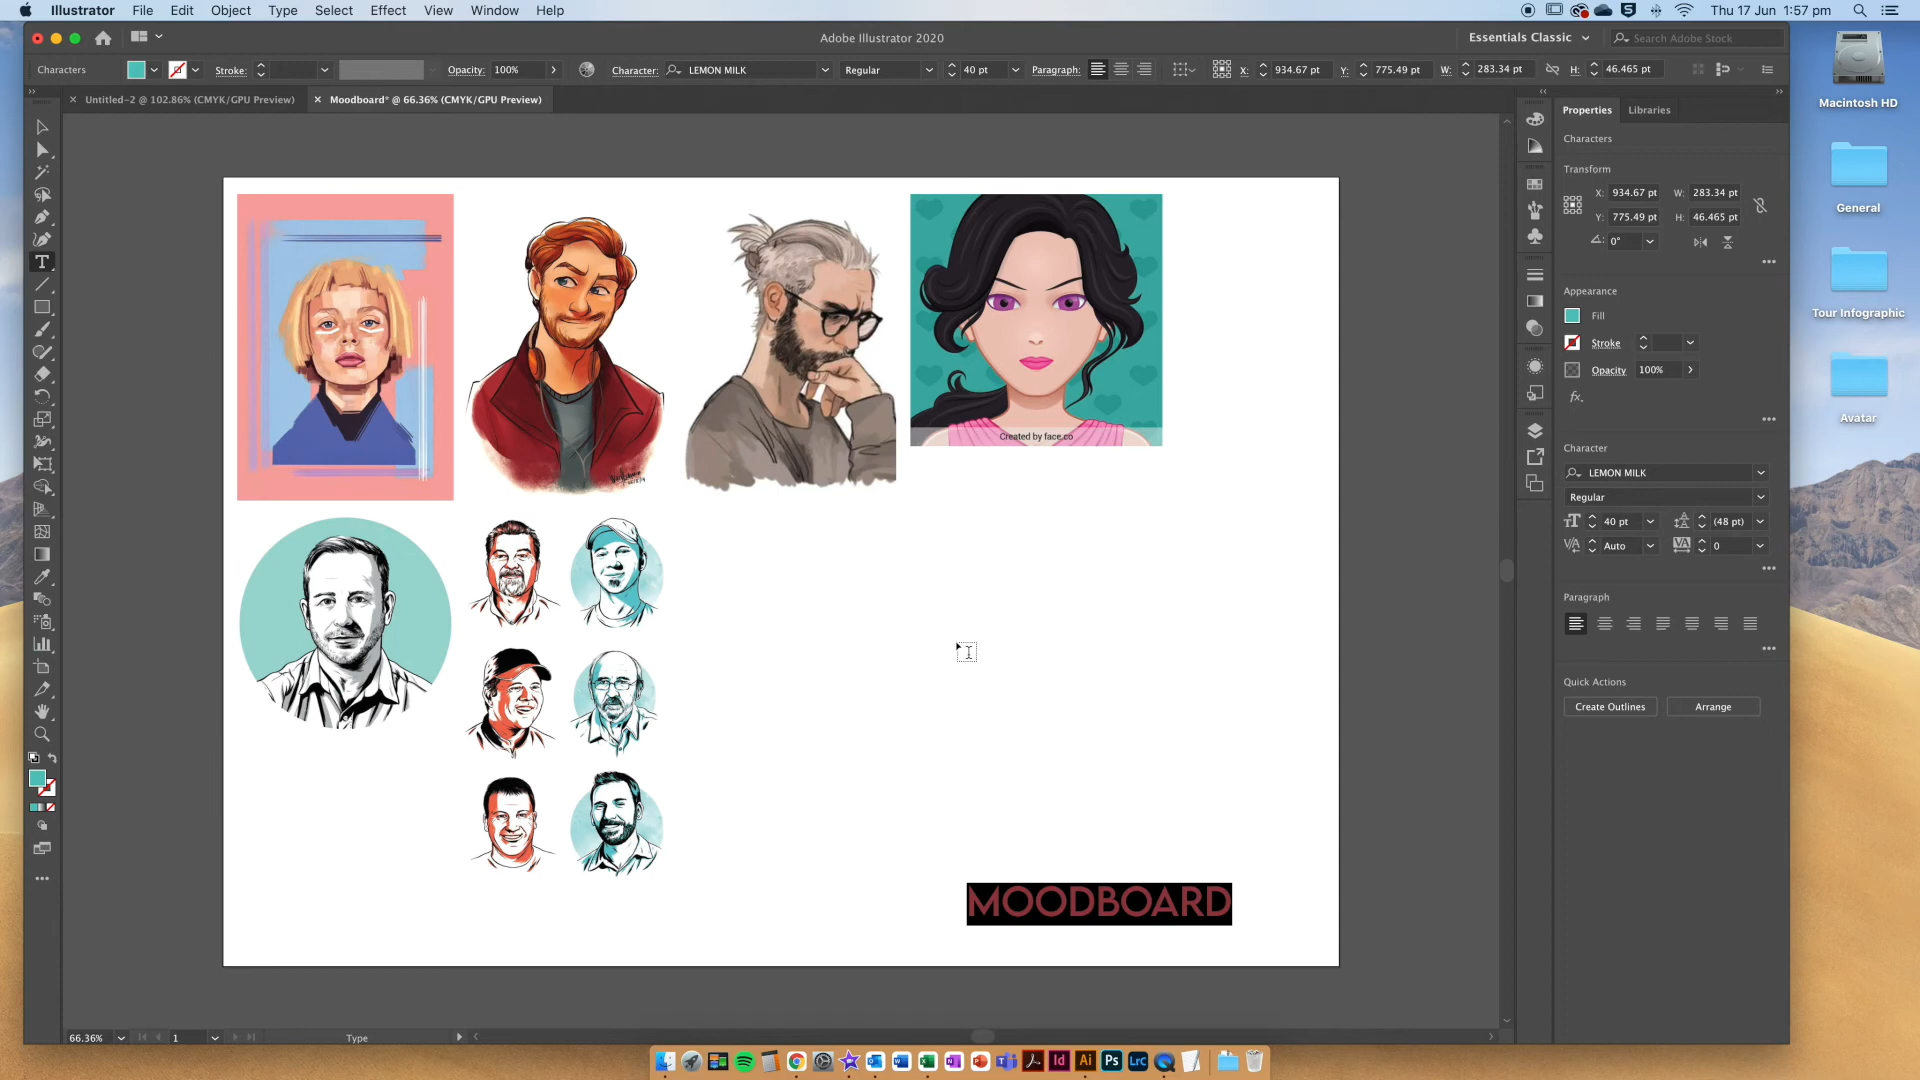 Illustrator File Edit Object Type Select Effect View Window Help
Thu 17 Jun 1:57 pm
Adobe Illustrator 2020
Essentials Classic
Search Adobe Stock
Characters
Stroke:
Opacity: 100%
Character: LEMON MILK
Regular
40 pt
Paragraph:
X: 934.67 pt
Y: 775.49 pt
W: 283.34 pt
H: 46.465 pt
Untitled-2 @ 102.86% (CMYK/GPU Preview)
Moodboard* @ 66.36% (CMYK/GPU Preview)
Properties Libraries
Characters
Transform
X: 934.67 pt W: 283.34 pt
Y: 775.49 pt H: 46.465 pt
0°
Appearance
Fill
Stroke
Opacity 100%
fx.
Character
LEMON MILK
Regular
40 pt (48 pt)
Auto 0
Paragraph
Quick Actions
Create Outlines Arrange
Created by face.co
MOODBOARD
66.36% 1 Type
Macintosh HD
General
Tour Infographic
Avatar
Id Ai Ps Lrc